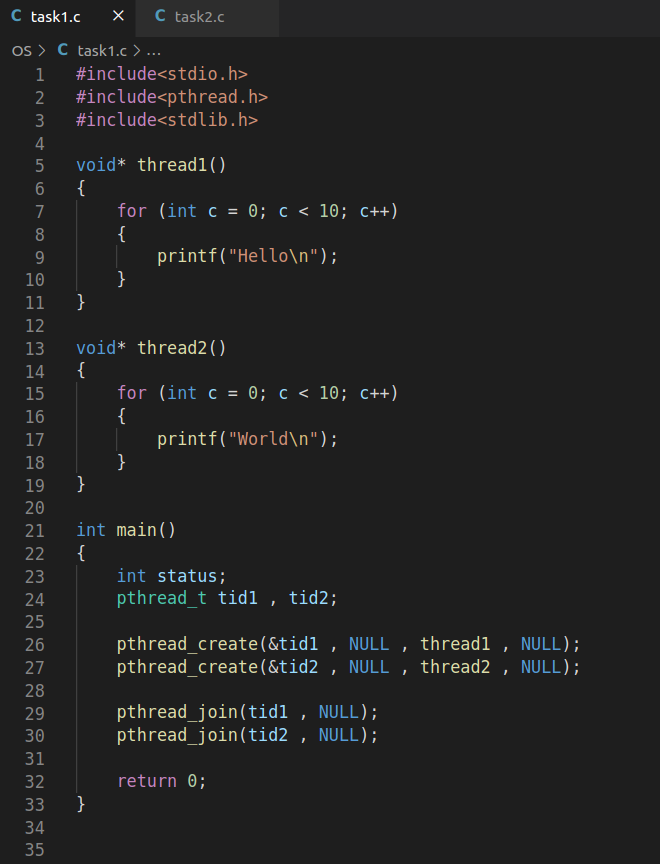 C task1.c × C task2.c
OS > C task1.c > ...
1 #include<stdio.h>
2 #include<pthread.h>
3 #include<stdlib.h>
4
5 void* thread1()
6 {
7     for (int c = 0; c < 10; c++)
8     {
9         printf("Hello\n");
10     }
11 }
12
13 void* thread2()
14 {
15     for (int c = 0; c < 10; c++)
16     {
17         printf("World\n");
18     }
19 }
20
21 int main()
22 {
23     int status;
24     pthread_t tid1 , tid2;
25
26     pthread_create(&tid1 , NULL , thread1 , NULL);
27     pthread_create(&tid2 , NULL , thread2 , NULL);
28
29     pthread_join(tid1 , NULL);
30     pthread_join(tid2 , NULL);
31
32     return 0;
33 }
34
35